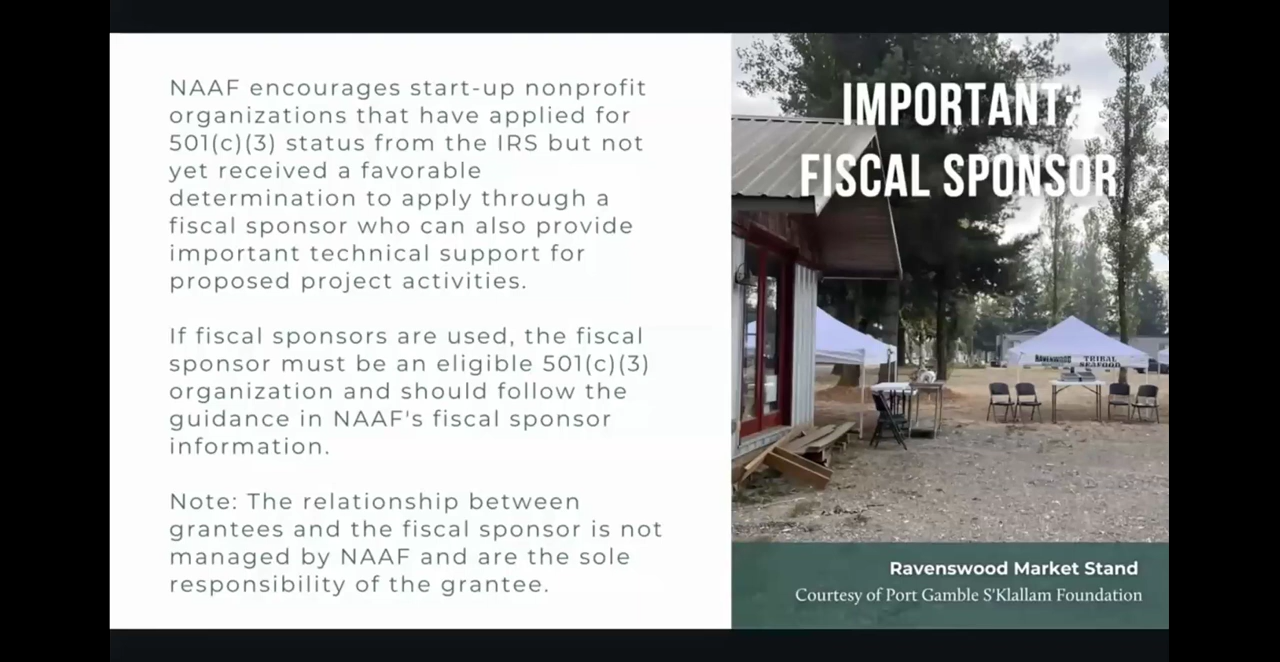 NAAF encourages start-up nonprofit
organizations that have applied for
501(c)(3) status from the IRS but not
yet received a favorable
determination to apply through a
fiscal sponsor who can also provide
important technical support for
proposed project activities.
If fiscal sponsors are used, the fiscal
sponsor must be an eligible 501(c)(3)
organization and should follow the
guidance in NAAF's fiscal sponsor
information.
Note: The relationship between
grantees and the fiscal sponsor is not
managed by NAAF and are the sole
responsibility of the grantee.
IMPORTANT:
FISCAL SPONSOR
RAVENSWOOD TRIBAL
SEAFOOD
Ravenswood Market Stand
Courtesy of Port Gamble S'Klallam Foundation